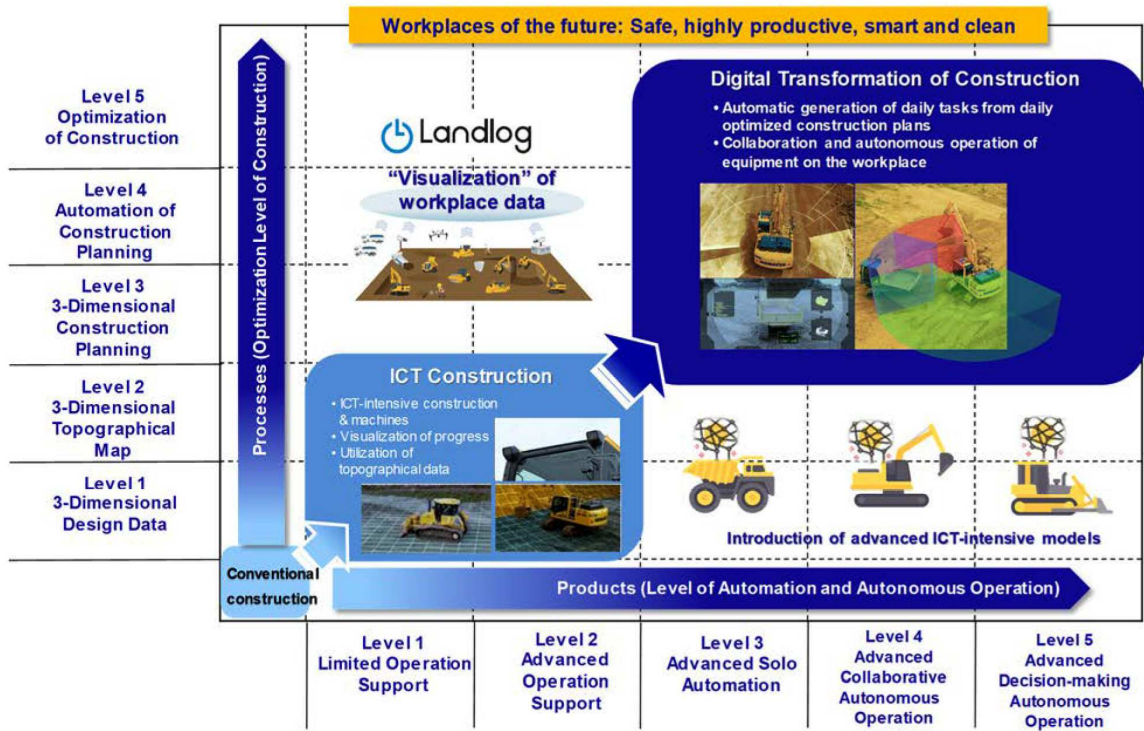 Workplaces of the future: Safe, highly productive, smart and clean
Processes (Optimization Level of Construction)
Level 5
Optimization
of Construction
Level 4
Automation of
Construction
Planning
Level 3
3-Dimensional
Construction
Planning
Level 2
3-Dimensional
Topographical
Map
Level 1
3-Dimensional
Design Data
Landlog
“Visualization” of
workplace data
Digital Transformation of Construction
• Automatic generation of daily tasks from daily
optimized construction plans
• Collaboration and autonomous operation of
equipment on the workplace
ICT Construction
• ICT-intensive construction
& machines
• Visualization of progress
• Utilization of
topographical data
Introduction of advanced ICT-intensive models
Conventional
construction
Products (Level of Automation and Autonomous Operation)
Level 1
Limited Operation
Support
Level 2
Advanced
Operation
Support
Level 3
Advanced Solo
Automation
Level 4
Advanced
Collaborative
Autonomous
Operation
Level 5
Advanced
Decision-making
Autonomous
Operation